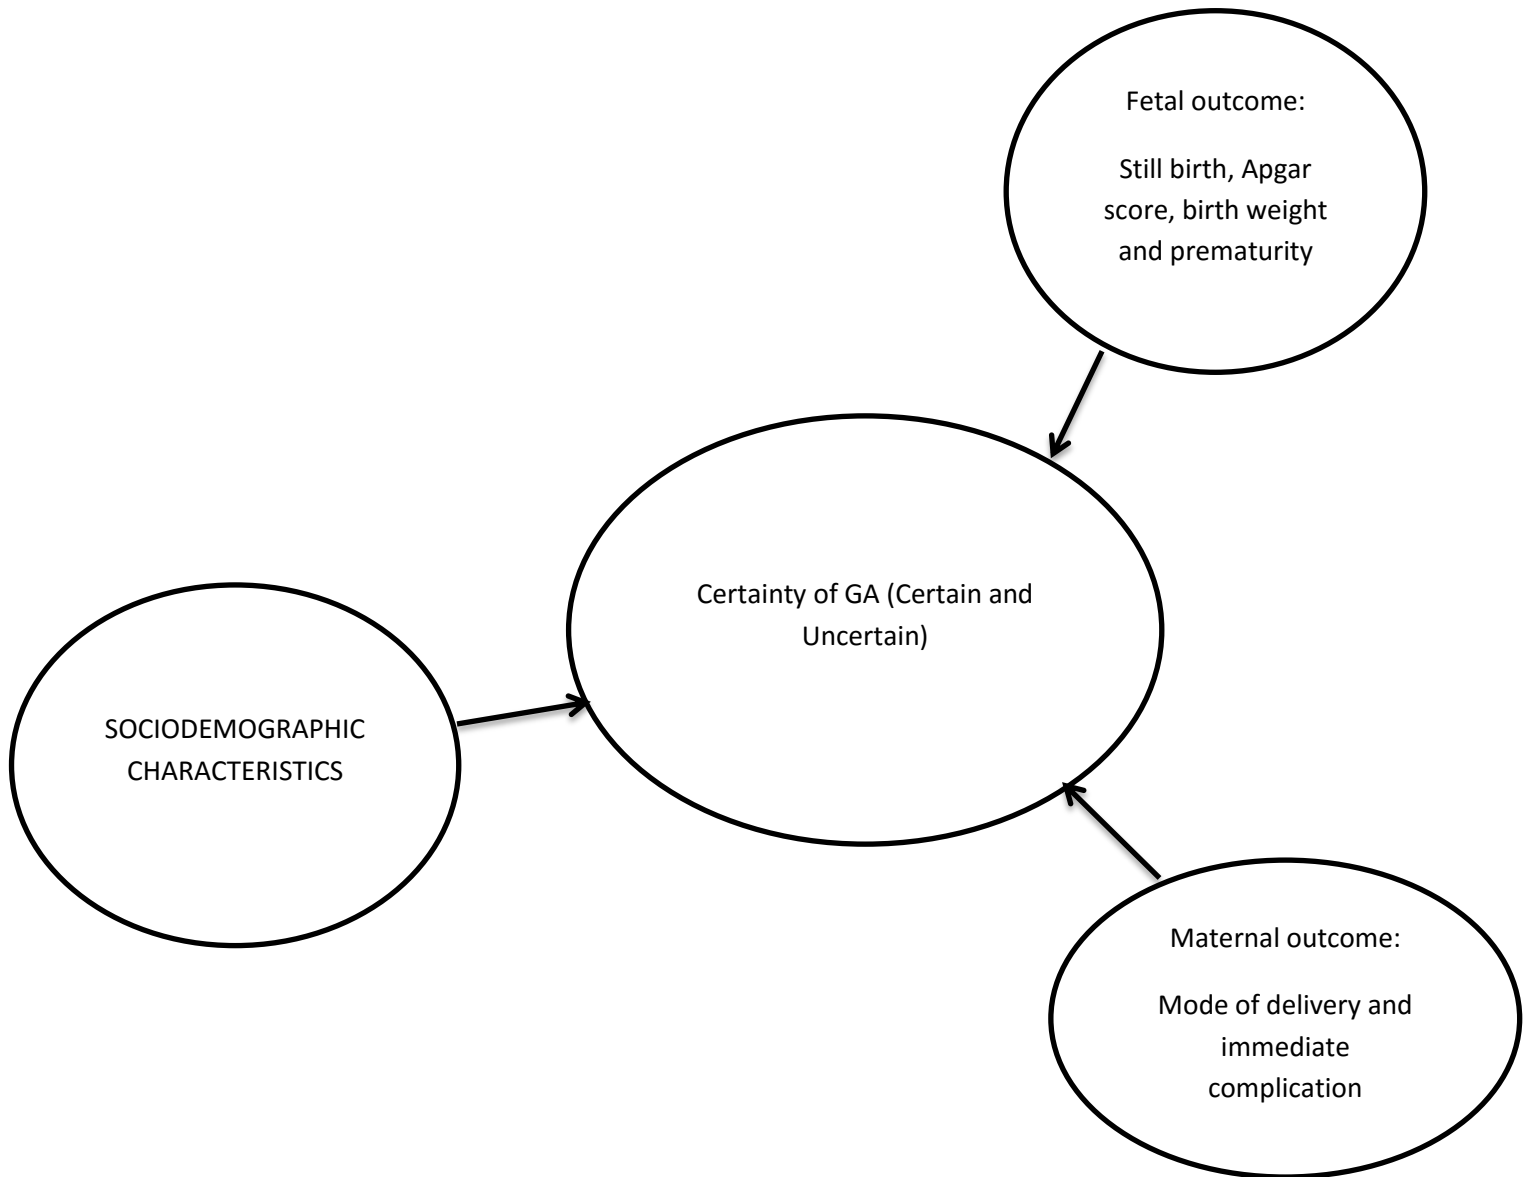 Fetal outcome:
Still birth, Apgar
score, birth weight
and prematurity
Certainty of GA (Certain and
Uncertain)
SOCIODEMOGRAPHIC
CHARACTERISTICS
Maternal outcome:
Mode of delivery and
immediate
complication